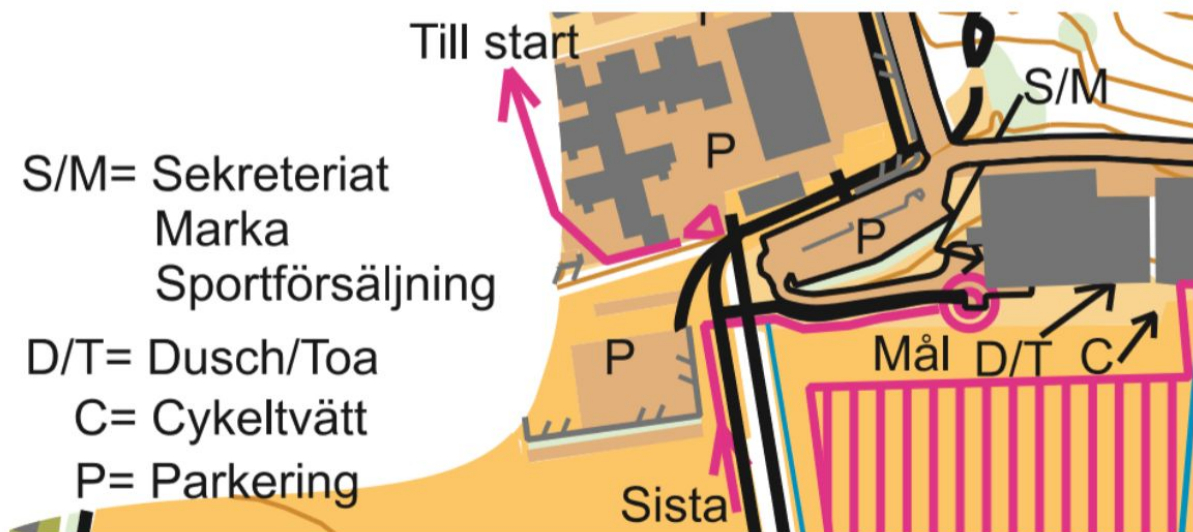 Till start
P
S/M
S/M= Sekreteriat
Marka
Sportförsäljning
P
P
D/T= Dusch/Toa
C= Cykeltvätt
P= Parkering
Mål
D/T
C
Sista